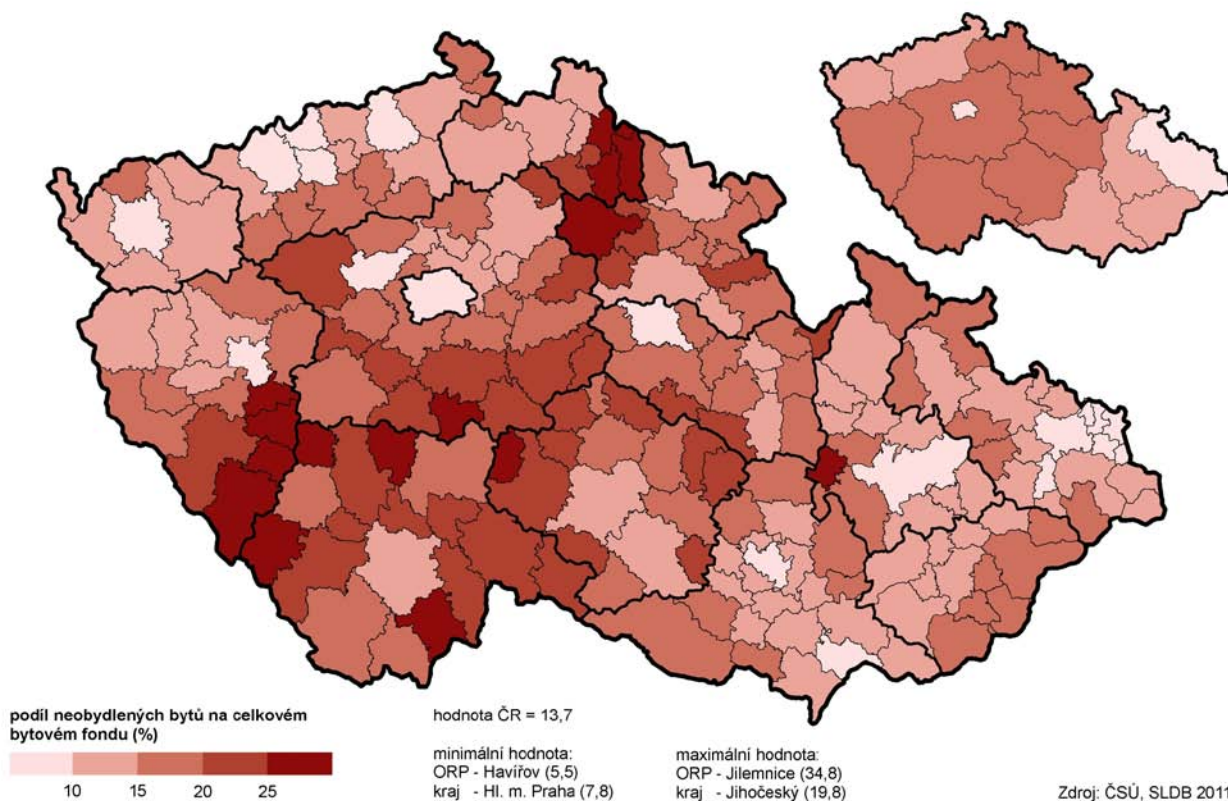 podíl neobydlených bytů na celkovém
bytovém fondu (%)
10 15 20 25
hodnota ČR = 13,7
minimální hodnota:
ORP - Havířov (5,5)
kraj - Hl. m. Praha (7,8)
maximální hodnota:
ORP - Jilemnice (34,8)
kraj - Jihočeský (19,8)
Zdroj: ČSÚ, SLDB 2011